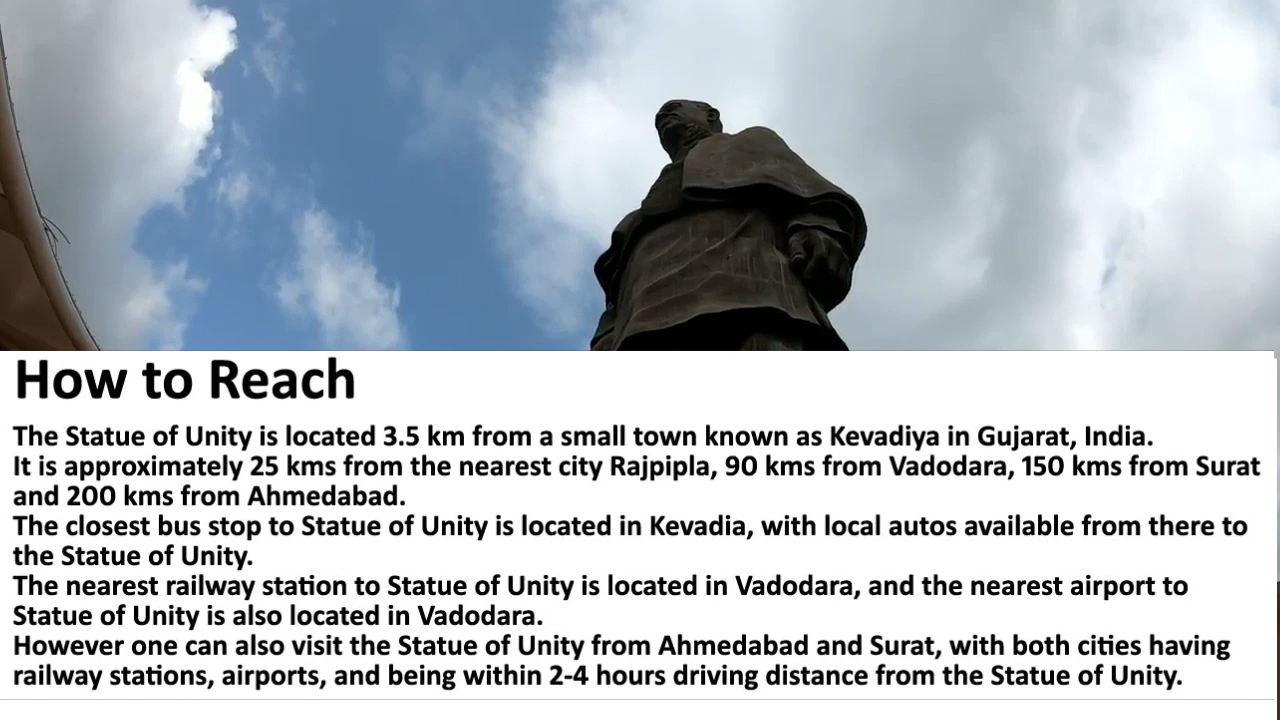 How to Reach
The Statue of Unity is located 3.5 km from a small town known as Kevadiya in Gujarat, India.
It is approximately 25 kms from the nearest city Rajpipla, 90 kms from Vadodara, 150 kms from Surat
and 200 kms from Ahmedabad.
The closest bus stop to Statue of Unity is located in Kevadia, with local autos available from there to
the Statue of Unity.
The nearest railway station to Statue of Unity is located in Vadodara, and the nearest airport to
Statue of Unity is also located in Vadodara.
However one can also visit the Statue of Unity from Ahmedabad and Surat, with both cities having
railway stations, airports, and being within 2-4 hours driving distance from the Statue of Unity.